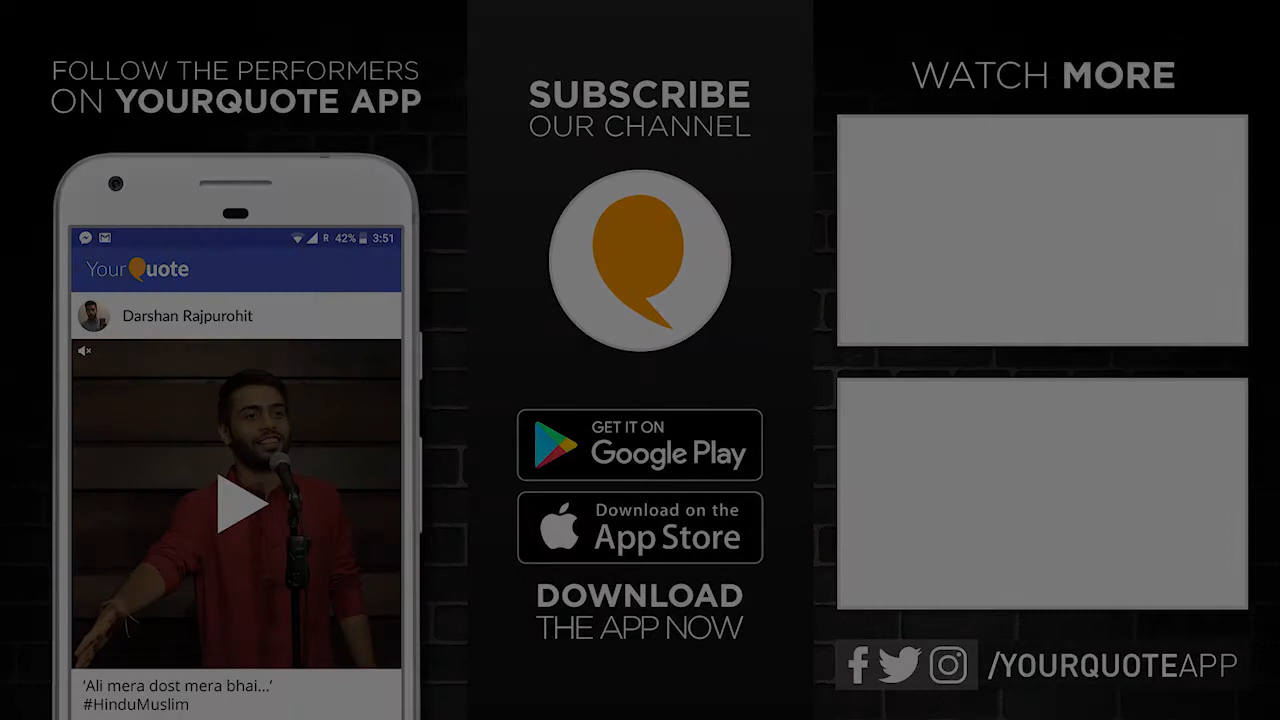 FOLLOW THE PERFORMERS
ON YOURQUOTE APP
R 42% 3:51
YourQuote
Darshan Rajpurohit
'Ali mera dost mera bhai...'
#HinduMuslim
SUBSCRIBE
OUR CHANNEL
GET IT ON
Google Play
Download on the
App Store
DOWNLOAD
THE APP NOW
WATCH MORE
/YOURQUOTEAPP